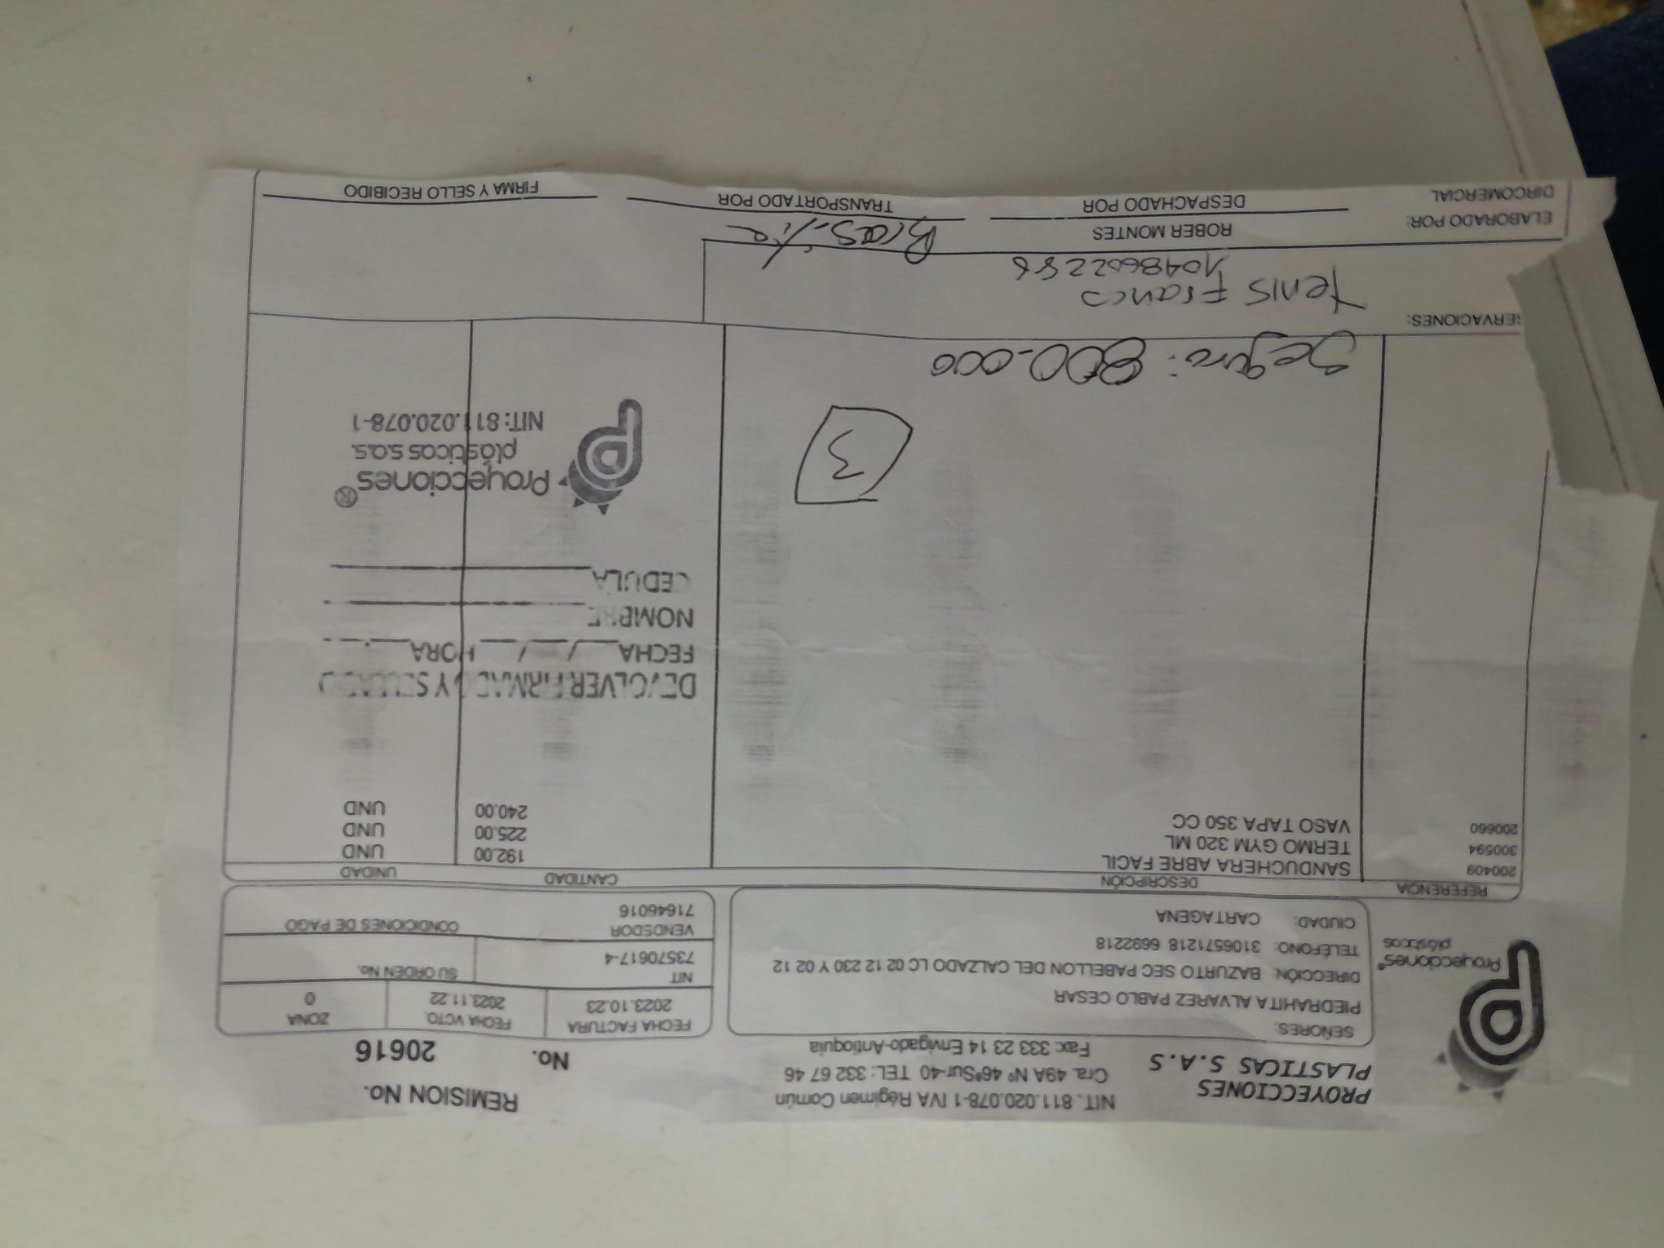 Proyecciones®
plásticas
PROYECCIONES
PLASTICAS S.A.S
NIT. 811.020.078-1 IVA Régimen Común
Cra. 49A Nº 46ªSur-40 TEL: 332 67 46
Fax: 333 23 14 Envigado-Antioquia
REMISION No.
No. 20616
SEÑORES:
PIEDRAHITA ALVAREZ PABLO CESAR
DIRECCIÓN: BAZURTO SEC PABELLON DEL CALZADO LC 02 12 230 Y 02 12
TELÉFONO: 3106571218 6692218
CIUDAD: CARTAGENA
FECHA FACTURA FECHA VCTO. ZONA
2023.10.23 2023.11.22 0
NIT SU ORDEN No.
73570617-4
VENDEDOR CONDICIONES DE PAGO
71646016
REFERENCIA DESCRIPCIÓN CANTIDAD UNIDAD
200409 SANDUCHERA ABRE FACIL 192.00 UND
300594 TERMO GYM 320 ML 225.00 UND
200660 VASO TAPA 350 CC 240.00 UND
DEVOLVER FIRMADO Y SELLADO
FECHA / / HORA :
NOMBRE
CEDULA
Proyecciones®
plásticas s.a.s.
NIT: 811.020.078-1
3
Seguro: 800.000
SERVACIONES:
Yenis Franco
1048602286
ELABORADO POR: ROBER MONTES Brasilia
DIRCOMERCIAL DESPACHADO POR TRANSPORTADO POR FIRMA Y SELLO RECIBIDO